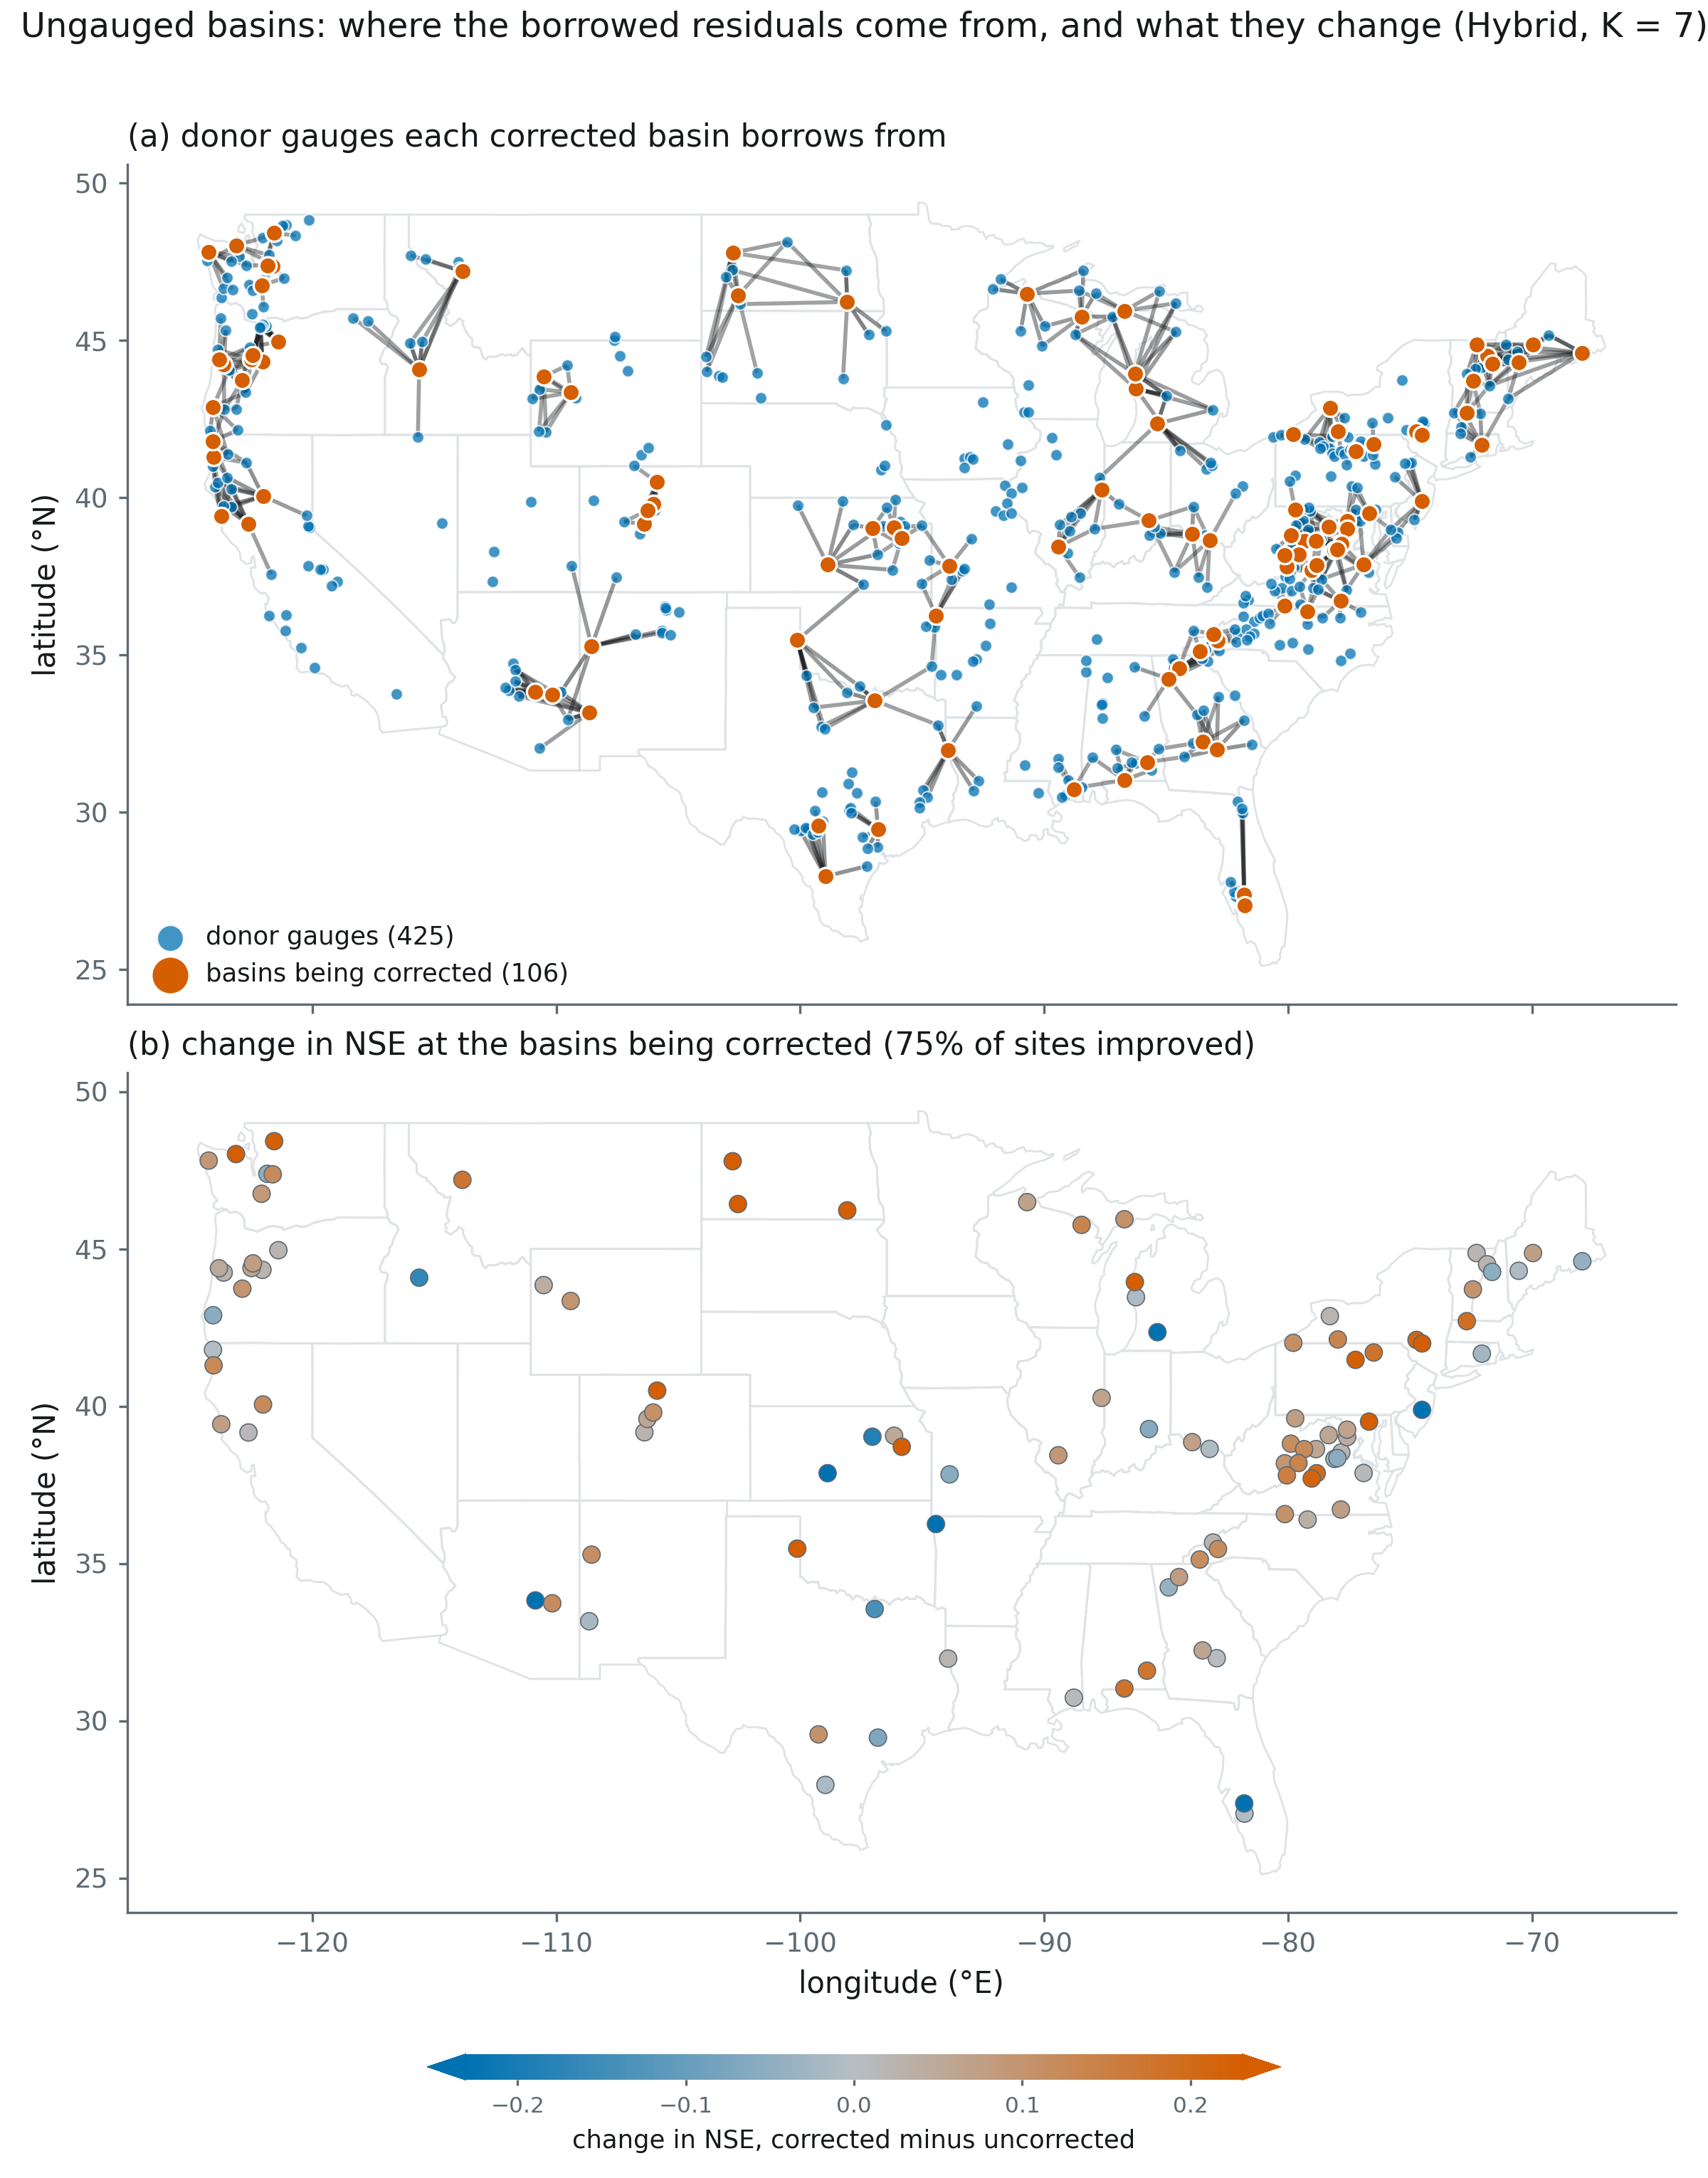 Ungauged basins: where the borrowed residuals come from, and what they change (Hybrid, K = 7)
(a) donor gauges each corrected basin borrows from
50
45
40
35
30
25
latitude (°N)
donor gauges (425)
basins being corrected (106)
(b) change in NSE at the basins being corrected (75% of sites improved)
50
45
40
35
30
25
latitude (°N)
−120 −110 −100 −90 −80 −70
longitude (°E)
−0.2 −0.1 0.0 0.1 0.2
change in NSE, corrected minus uncorrected